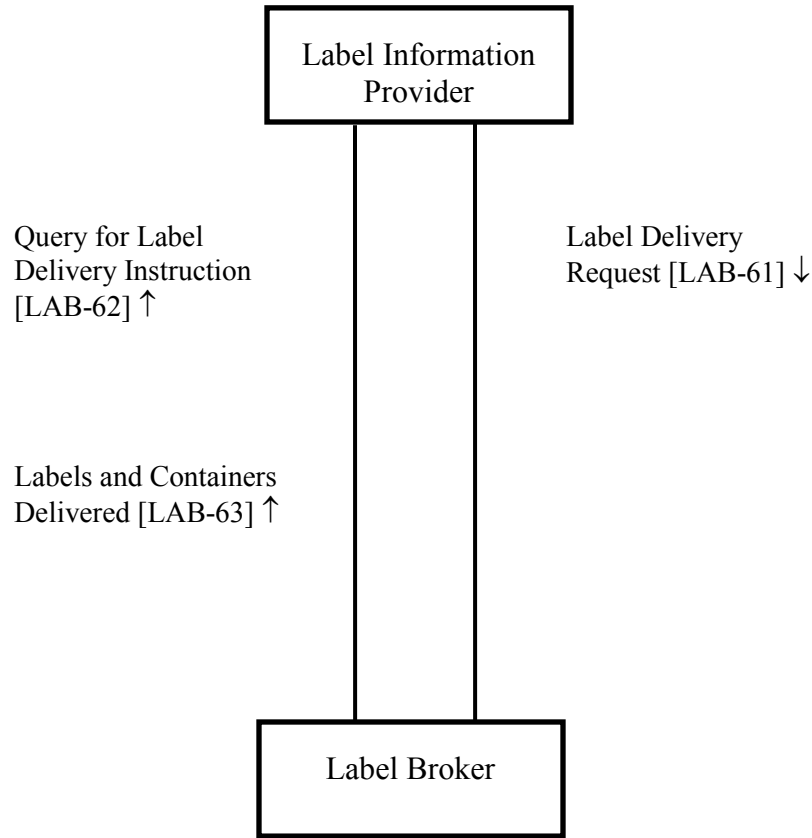 Label Information
Provider
Query for Label
Delivery Instruction
[LAB-62] ↑
Label Delivery
Request [LAB-61] ↓
Labels and Containers
Delivered [LAB-63] ↑
Label Broker